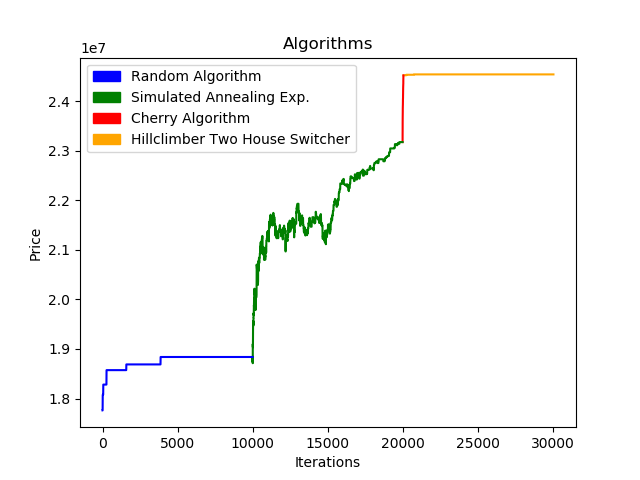 Algorithms
1e7
Random Algorithm
Simulated Annealing Exp.
Cherry Algorithm
Hillclimber Two House Switcher
2.4
2.3
2.2
2.1
2.0
1.9
1.8
Price
0 5000 10000 15000 20000 25000 30000
Iterations